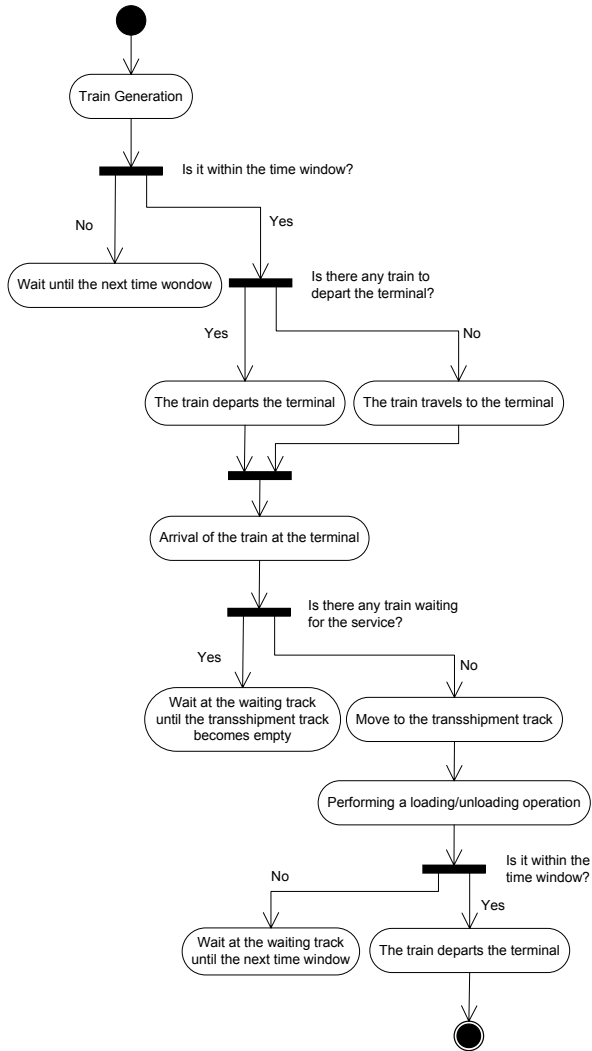 Train Generation
Is it within the time window?
No
Yes
Wait until the next time wondow
Is there any train to
depart the terminal?
Yes
No
The train departs the terminal
The train travels to the terminal
Arrival of the train at the terminal
Is there any train waiting
for the service?
Yes
No
Wait at the waiting track
until the transshipment track
becomes empty
Move to the transshipment track
Performing a loading/unloading operation
Is it within the
time window?
No
Yes
Wait at the waiting track
until the next time window
The train departs the terminal